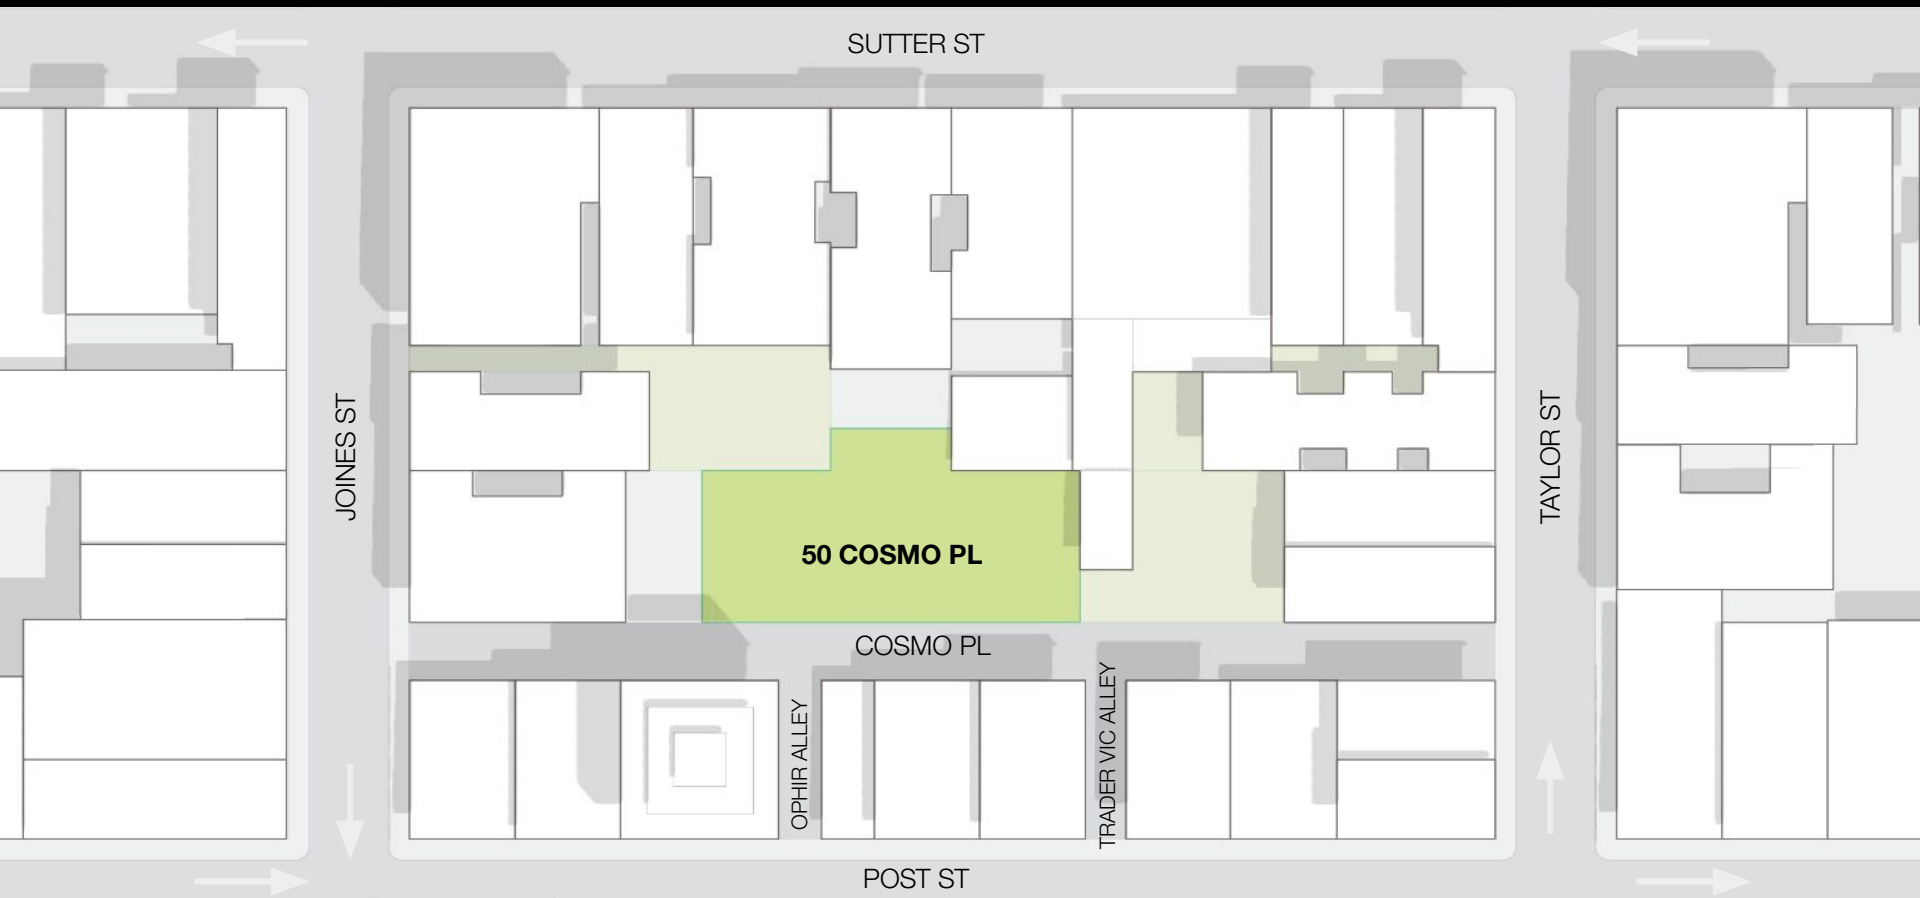 SUTTER ST
JOINES ST
TAYLOR ST
50 COSMO PL
COSMO PL
OPHIR ALLEY
TRADER VIC ALLEY
POST ST